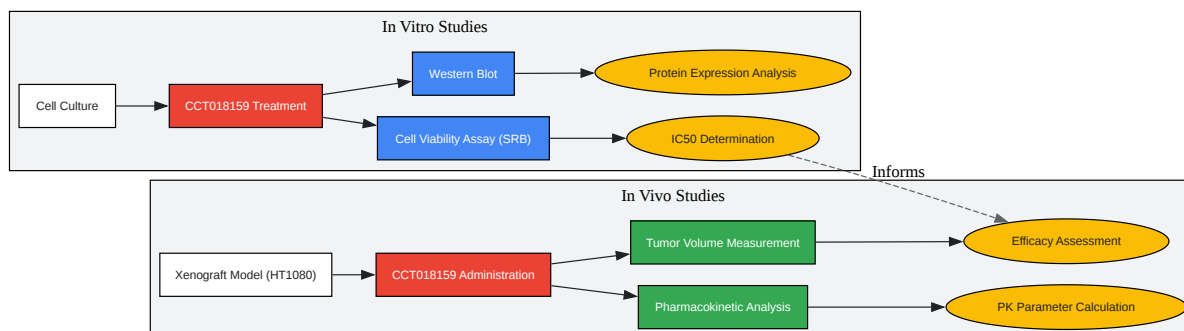 In Vitro Studies
Western Blot
Protein Expression Analysis
Cell Culture
CCT018159 Treatment
Cell Viability Assay (SRB)
IC50 Determination
Informs
In Vivo Studies
Tumor Volume Measurement
Efficacy Assessment
Xenograft Model (HT1080)
CCT018159 Administration
Pharmacokinetic Analysis
PK Parameter Calculation